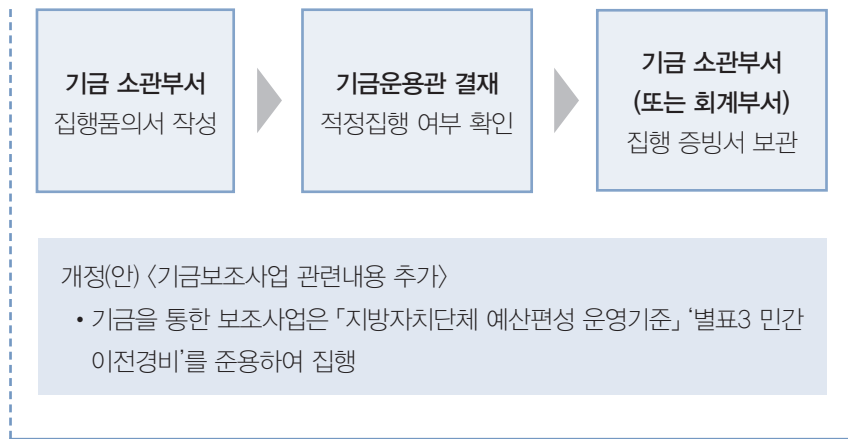 기금 소관부서
집행품의서 작성
기금운용관 결재
적정집행 여부 확인
기금 소관부서
(또는 회계부서)
집행 증빙서 보관
개정(안) 〈기금보조사업 관련내용 추가〉
• 기금을 통한 보조사업은 「지방자치단체 예산편성 운영기준」 ‘별표3 민간
이전경비’를 준용하여 집행